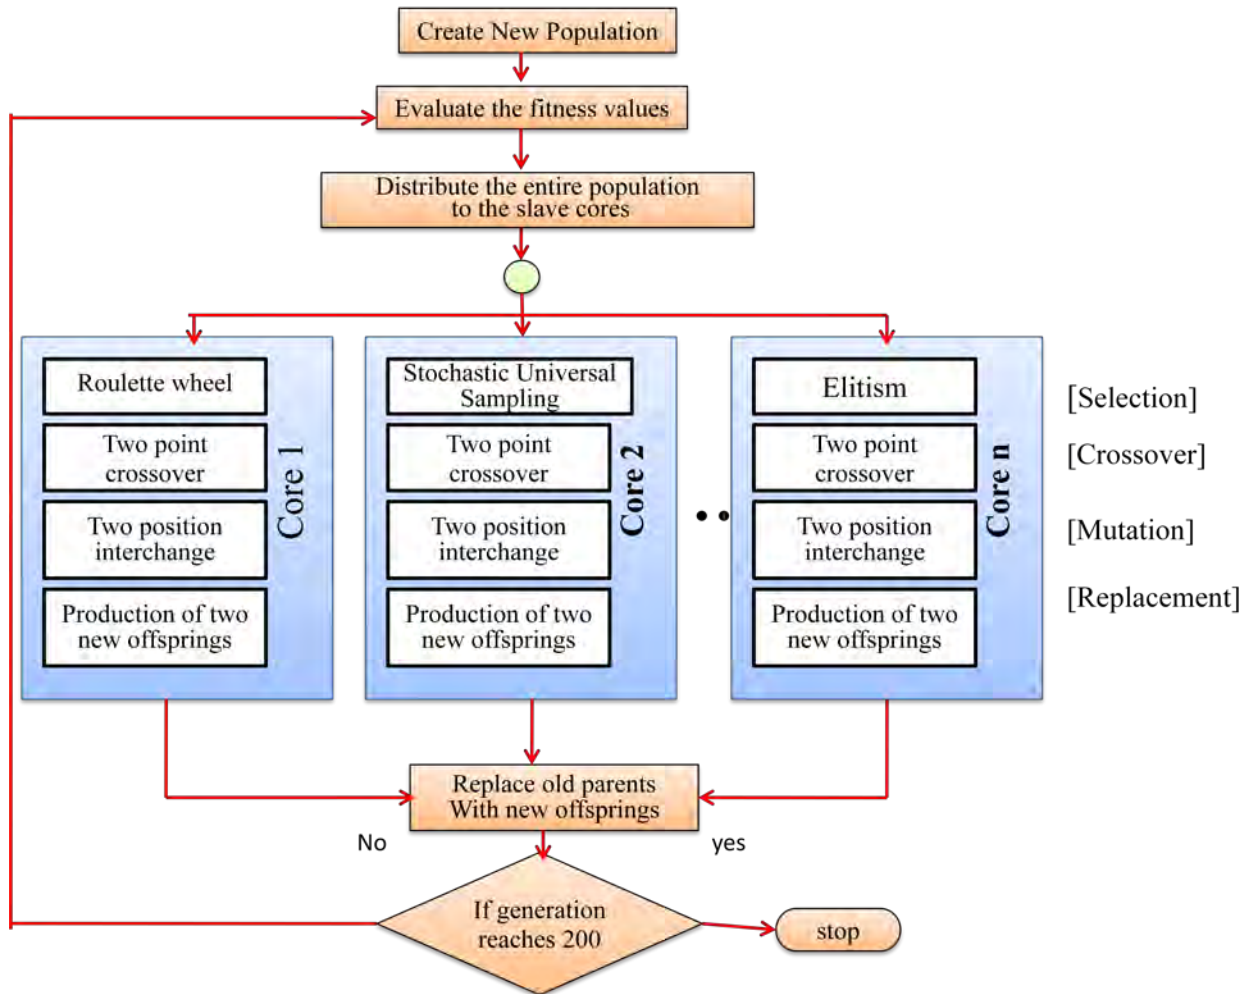 Create New Population
Evaluate the fitness values
Distribute the entire population
to the slave cores
Roulette wheel
Two point
crossover
Two position
interchange
Production of two
new offsprings
Core 1
Stochastic Universal
Sampling
Two point
crossover
Two position
interchange
Production of two
new offsprings
Core 2
Elitism
Two point
crossover
Two position
interchange
Production of two
new offsprings
Core n
[Selection]
[Crossover]
[Mutation]
[Replacement]
Replace old parents
With new offsprings
No
yes
If generation
reaches 200
stop